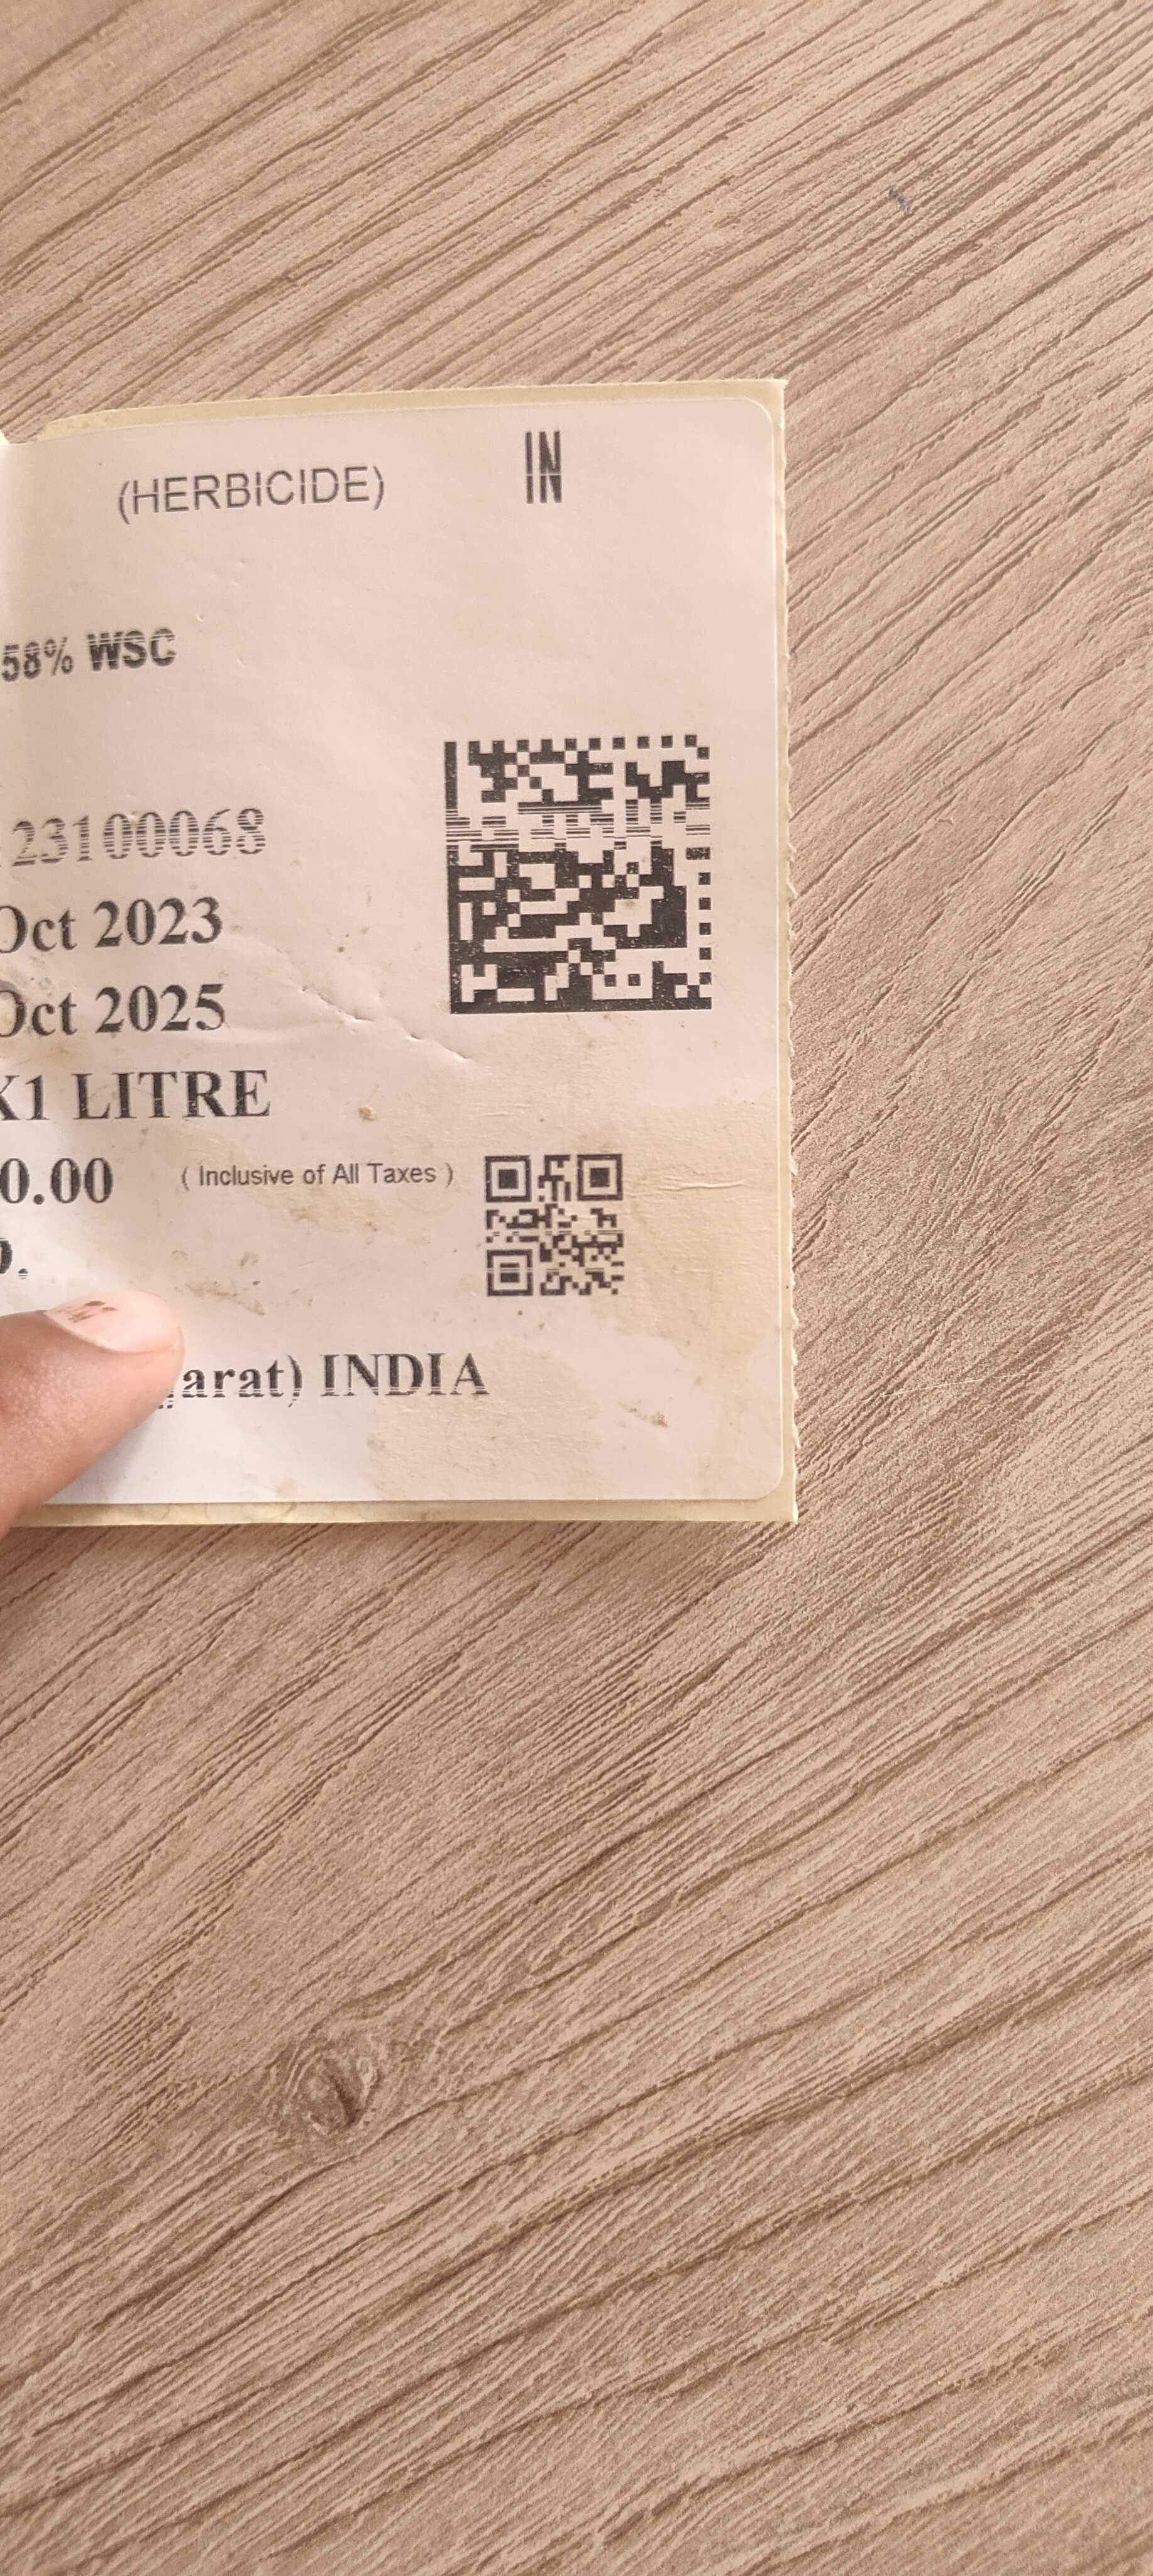 (HERBICIDE) IN
58% WSC
23100068
Oct 2023
Oct 2025
X1 LITRE
0.00 ( Inclusive of All Taxes )
arat) INDIA